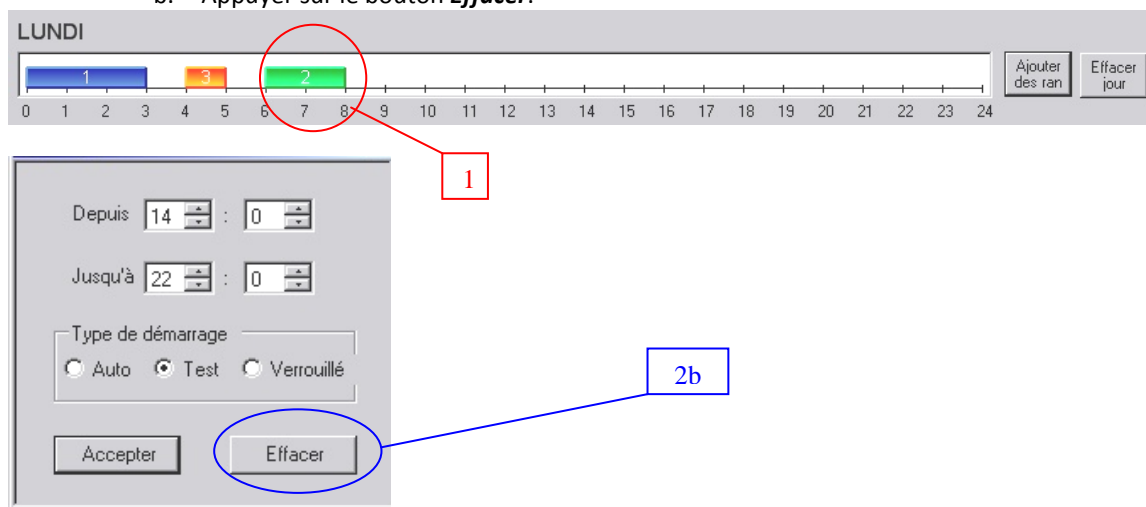 b. Appuyer sur le bouton Effacer.
LUNDI
1 3 2
Ajouter des ran
Effacer jour
0 1 2 3 4 5 6 7 8 9 10 11 12 13 14 15 16 17 18 19 20 21 22 23 24
1
Depuis 14 : 0
Jusqu'à 22 : 0
Type de démarrage
Auto Test Verrouillé
2b
Accepter Effacer